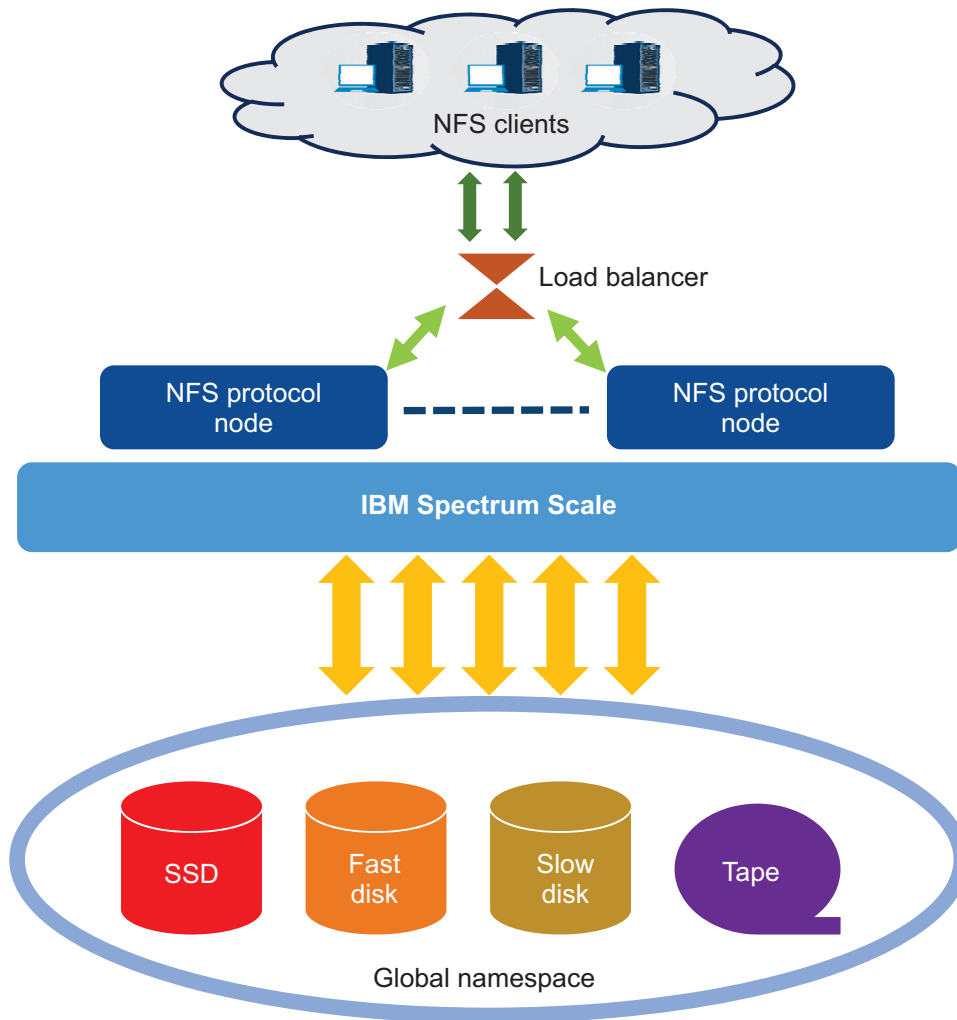 NFS clients
Load balancer
NFS protocol
node
NFS protocol
node
IBM Spectrum Scale
SSD
Fast
disk
Slow
disk
Tape
Global namespace